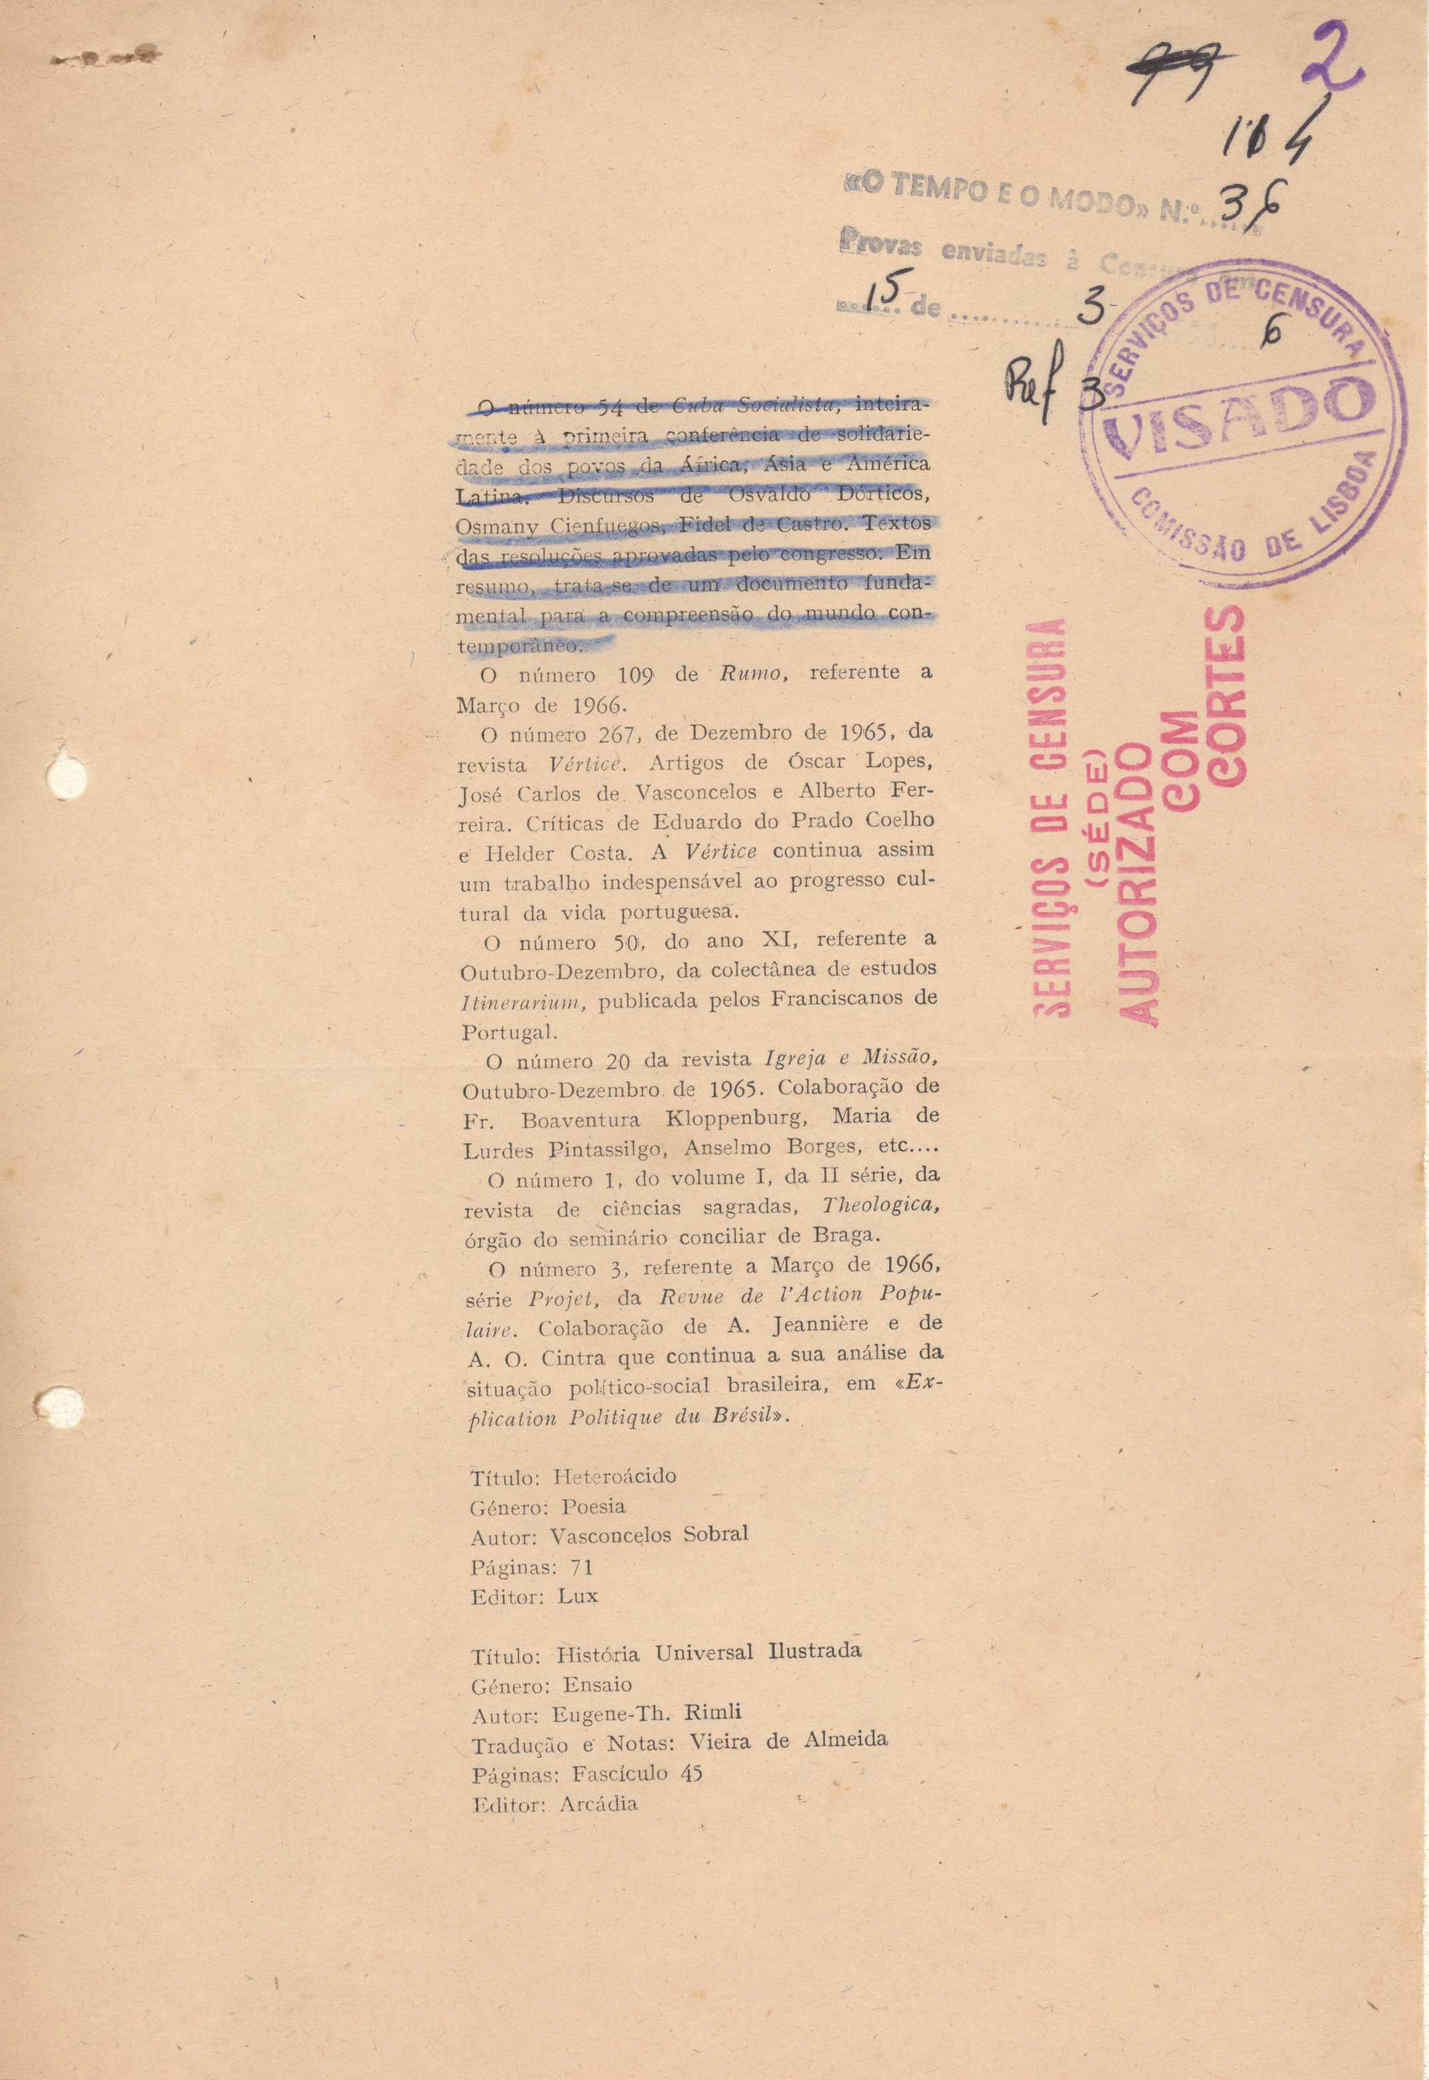 2
99
104
«O TEMPO E O MODO» N.º 36
Provas enviadas à Censura em
15 de 3 6
Ref 3
SERVIÇOS DE CENSURA
VISADO
COMISSÃO DE LISBOA
SERVIÇOS DE CENSURA
(SÉDE)
AUTORIZADO
COM
CORTES
O número 54 de Cuba Socialista, inteira-
mente à primeira conferência de solidarie-
dade dos povos da África, Ásia e América
Latina. Discursos de Osvaldo Dórticos,
Osmany Cienfuegos, Fidel de Castro. Textos
das resoluções aprovadas pelo congresso. Em
resumo, trata-se de um documento funda-
mental para a compreensão do mundo con-
temporâneo.
O número 109 de Rumo, referente a
Março de 1966.
O número 267, de Dezembro de 1965, da
revista Vértice. Artigos de Óscar Lopes,
José Carlos de Vasconcelos e Alberto Fer-
reira. Críticas de Eduardo do Prado Coelho
e Helder Costa. A Vértice continua assim
um trabalho indespensável ao progresso cul-
tural da vida portuguesa.
O número 50, do ano XI, referente a
Outubro-Dezembro, da colectânea de estudos
Itinerarium, publicada pelos Franciscanos de
Portugal.
O número 20 da revista Igreja e Missão,
Outubro-Dezembro de 1965. Colaboração de
Fr. Boaventura Kloppenburg, Maria de
Lurdes Pintassilgo, Anselmo Borges, etc....
O número 1, do volume I, da II série, da
revista de ciências sagradas, Theologica,
órgão do seminário conciliar de Braga.
O número 3, referente a Março de 1966,
série Projet, da Revue de l'Action Popu-
laire. Colaboração de A. Jeannière e de
A. O. Cintra que continua a sua análise da
situação político-social brasileira, em «Ex-
plication Politique du Brésil».
Título: Heteroácido
Género: Poesia
Autor: Vasconcelos Sobral
Páginas: 71
Editor: Lux
Título: História Universal Ilustrada
Género: Ensaio
Autor: Eugene-Th. Rimli
Tradução e Notas: Vieira de Almeida
Páginas: Fascículo 45
Editor: Arcádia